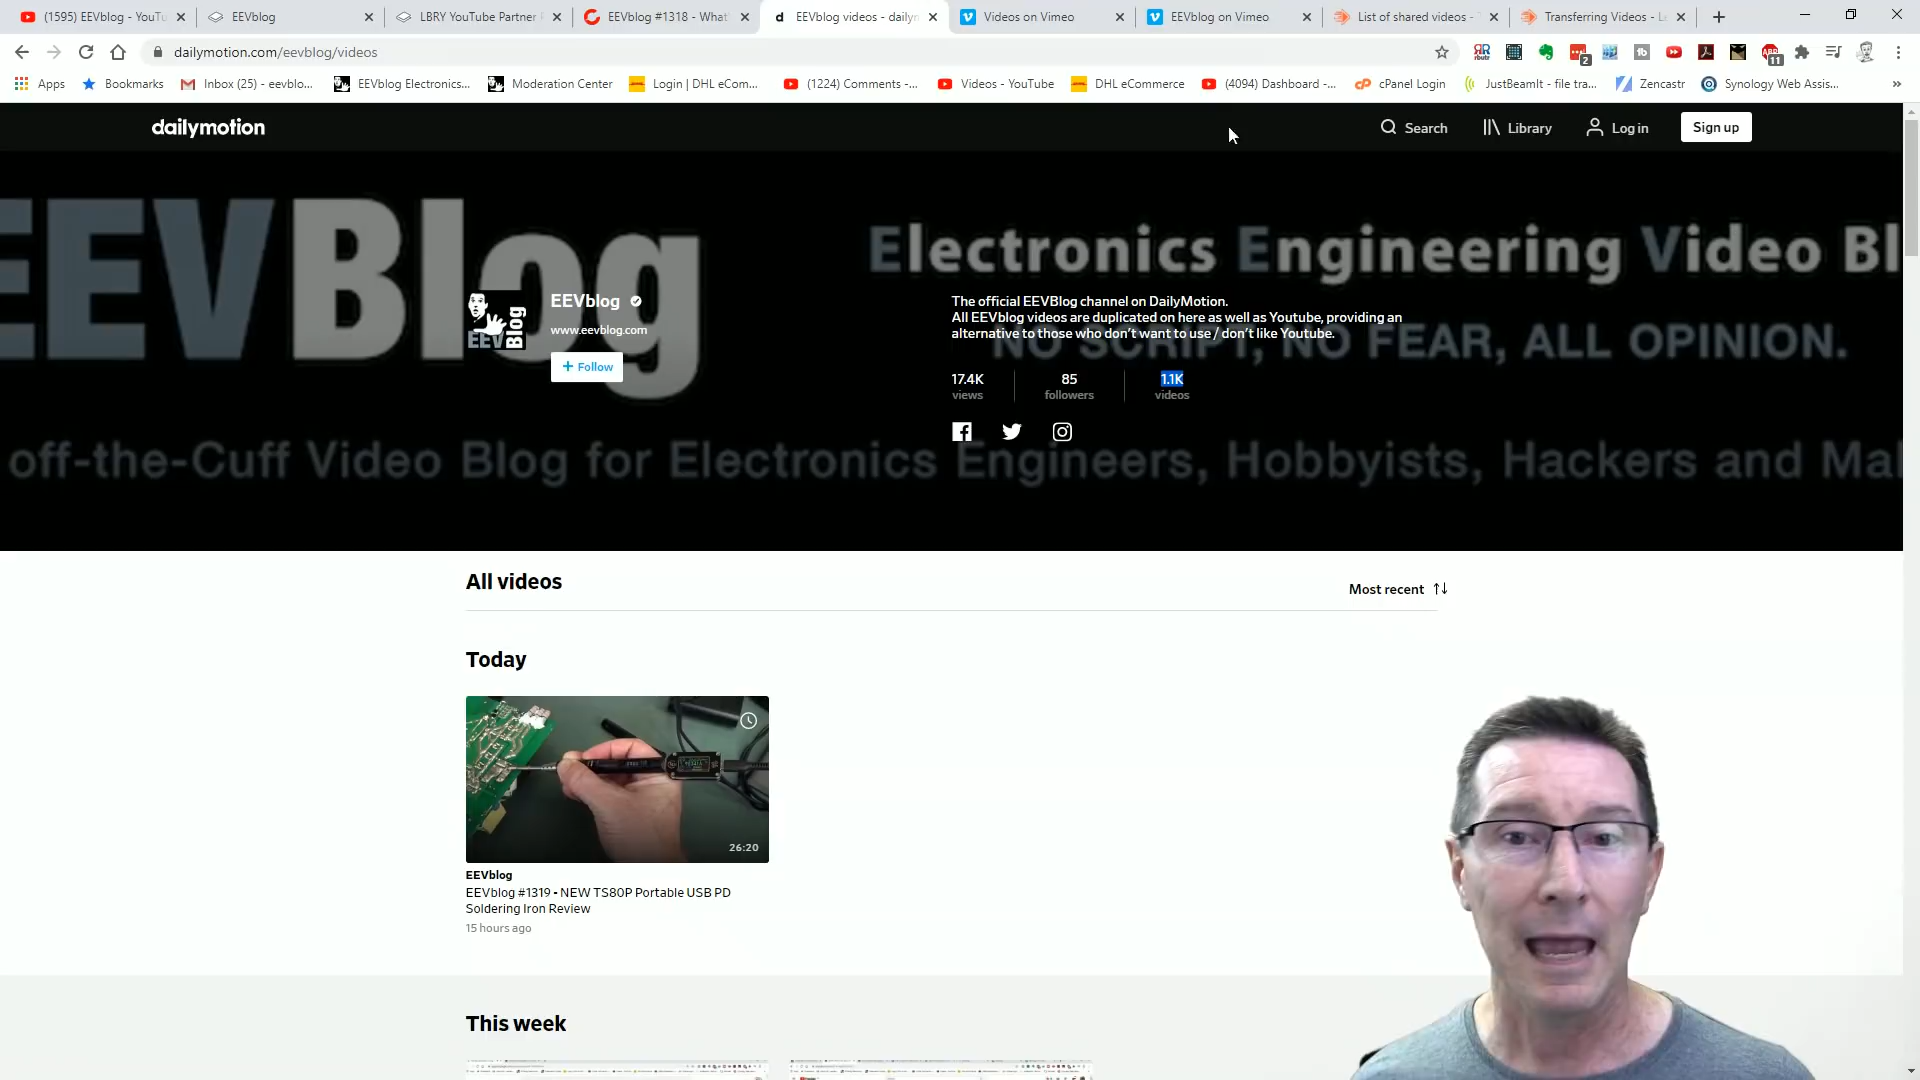 (1595) EEVblog - YouTu
EEVblog
LBRY YouTube Partner
EEVblog #1318 - What'
EEVblog videos - dailyn
Videos on Vimeo
EEVblog on Vimeo
List of shared videos -
Transferring Videos - Le
dailymotion.com/eevblog/videos
Apps
Bookmarks
Inbox (25) - eevblo...
EEVblog Electronics...
Moderation Center
Login | DHL eCom...
(1224) Comments -...
Videos - YouTube
DHL eCommerce
(4094) Dashboard -...
cPanel Login
JustBeamIt - file tra...
Zencastr
Synology Web Assis...
dailymotion
Search
Library
Log in
Sign up
EEVBlog
Electronics Engineering Video Bl
NO SCRIPT, NO FEAR, ALL OPINION.
off-the-Cuff Video Blog for Electronics Engineers, Hobbyists, Hackers and Mak
EEVBlog
EEVblog
www.eevblog.com
+ Follow
The official EEVBlog channel on DailyMotion.
All EEVblog videos are duplicated on here as well as Youtube, providing an
alternative to those who don't want to use / don't like Youtube.
17.4K
views
85
followers
1.1K
videos
All videos
Most recent
Today
26:20
EEVblog
EEVblog #1319 - NEW TS80P Portable USB PD
Soldering Iron Review
15 hours ago
This week